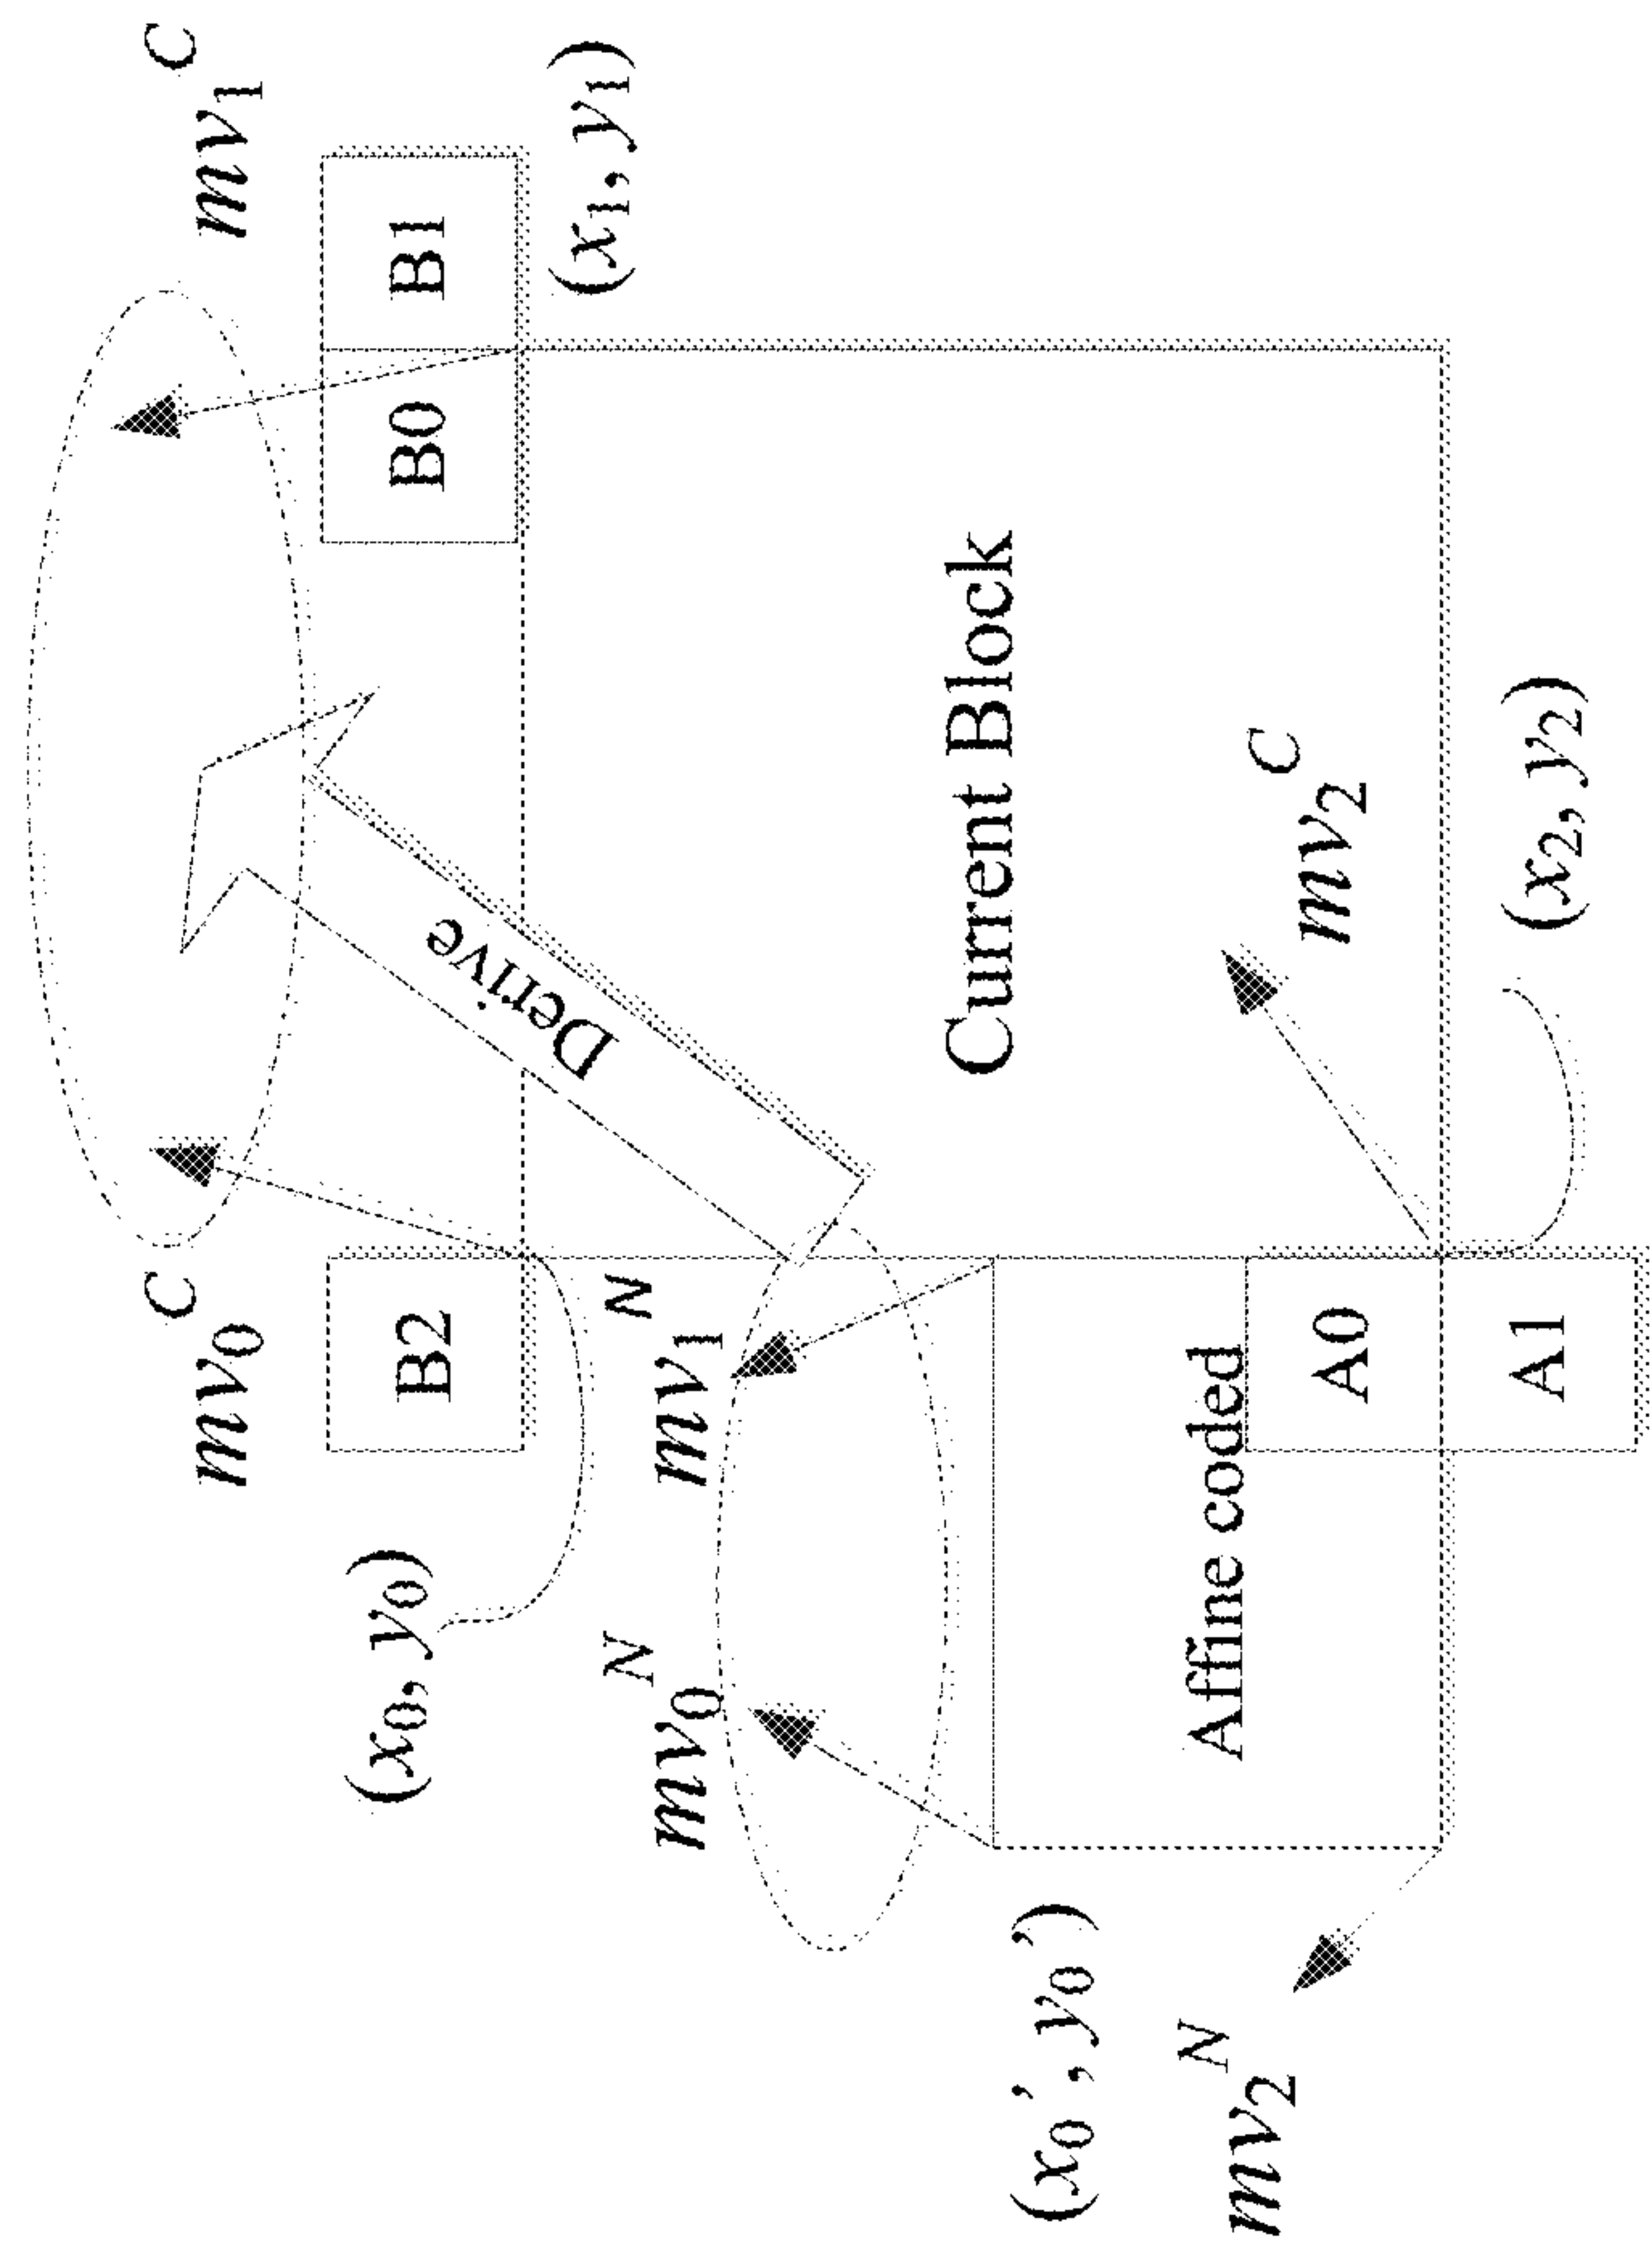 mv₀ᶜ
mv₁ᶜ
(x₀, y₀)
B2
B0
B1
(x₁, y₁)
Derive
mv₀ᴺ
mv₁ᴺ
Current Block
(x₀', y₀')
mv₂ᴺ
Affine coded
A0
mv₂ᶜ
A1
(x₂, y₂)